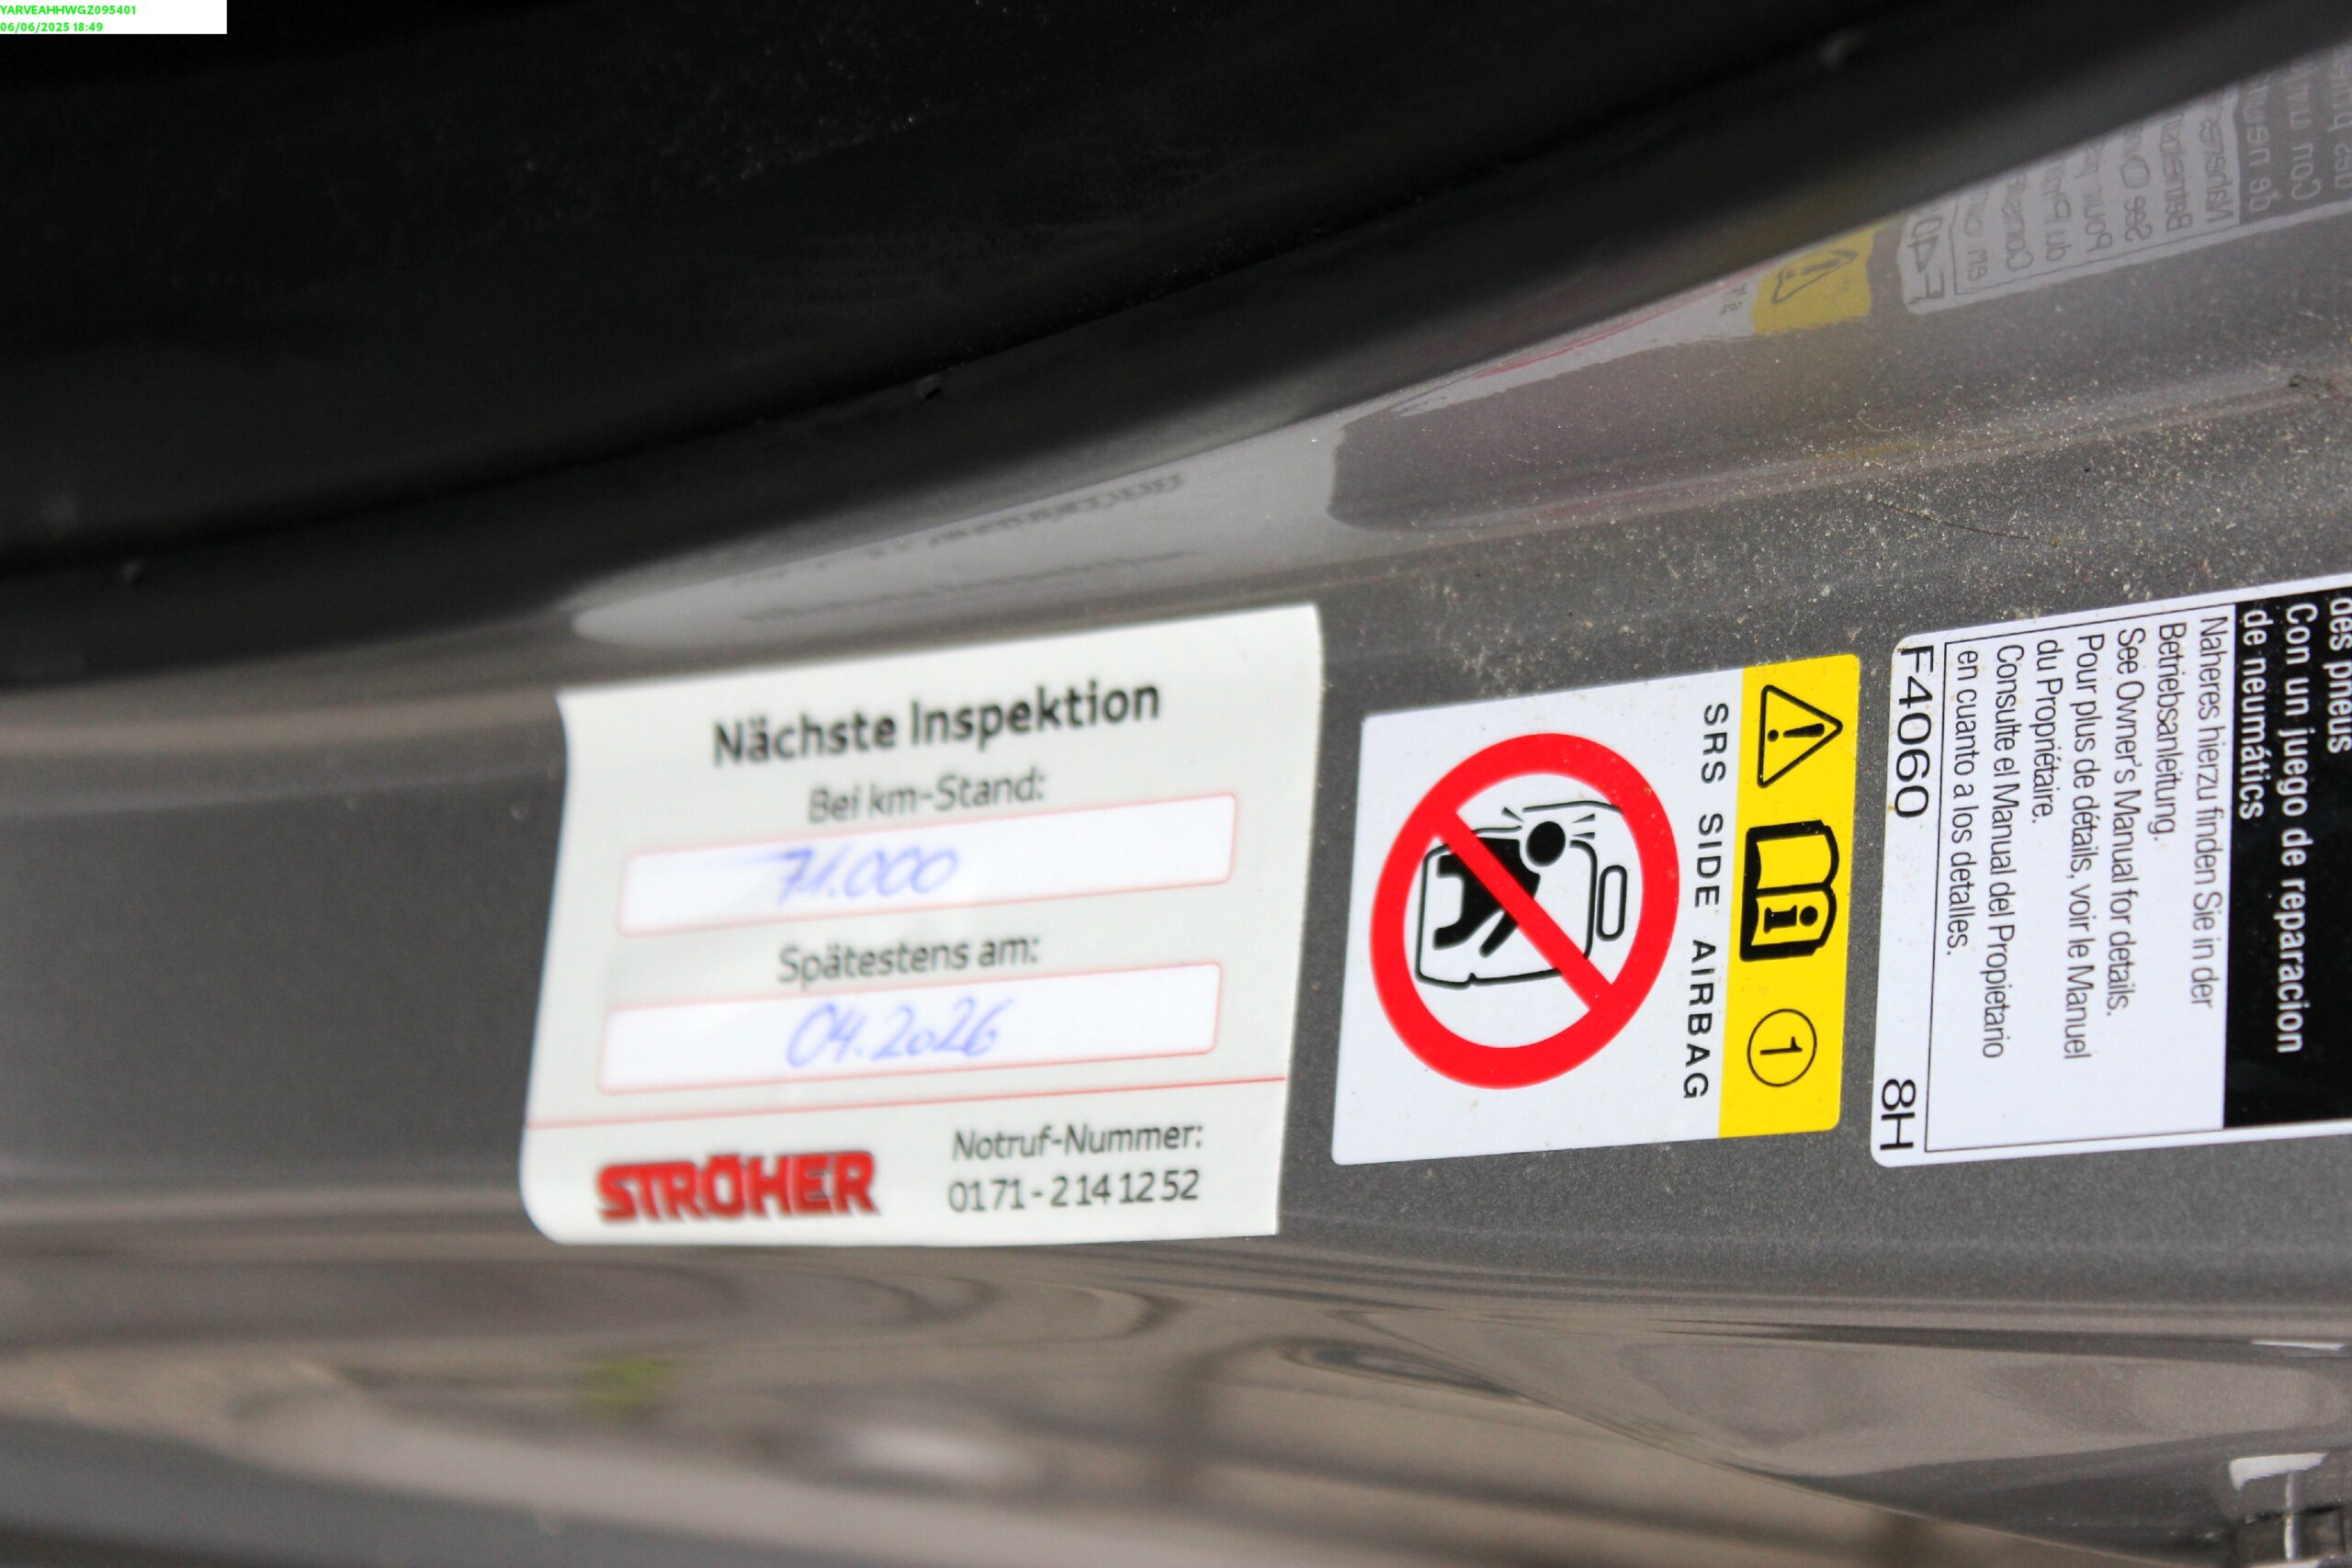 YARVEAHHWGZ095401
06/06/2025 18:49
Nächste Inspektion
Bei km-Stand:
71.000
Spätestens am:
04.2026
STRÖHER
Notruf-Nummer:
0171-2141252
SRS SIDE AIRBAG
1
des pneus
Con un juego de reparacion
de neumátics
Naheres hierzu finden Sie in der
Betriebsanleitung.
See Owner's Manual for details.
Pour plus de détails, voir le Manuel
du Propriétaire.
Consulte el Manual del Propietario
en cuanto a los detalles.
F4060 8H